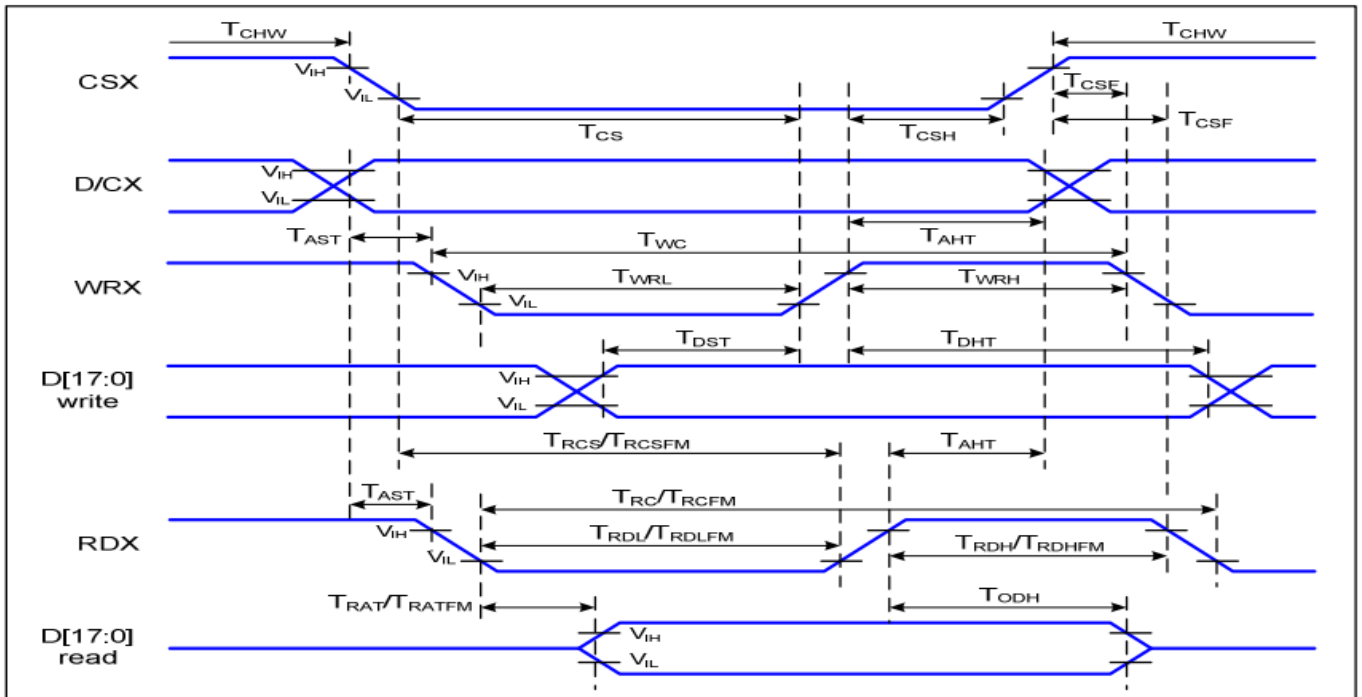 TCHW TCHW
CSX VIH VIL TCSF
TCS TCSH TCSF
D/CX VIH VIL
TAST TWC TAHT
WRX VIH VIL TWRL TWRH
TDST TDHT
D[17:0]
write
VIH
VIL
TRCS/TRCSFM TAHT
TAST TRC/TRCFM
RDX VIH VIL TRDL/TRDLFM TRDH/TRDHFM
TRAT/TRATFM TODH
D[17:0]
read
VIH
VIL